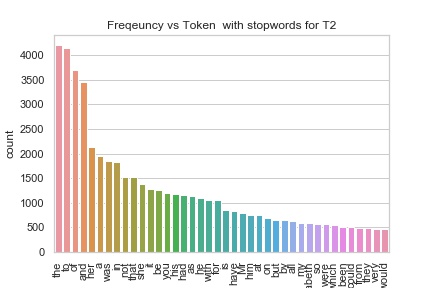 Freqeuncy vs Token with stopwords for T2
count
4000
3500
3000
2500
2000
1500
1000
500
0
the
to
of
and
her
a
was
in
not
that
she
it
be
you
his
had
as
he
with
for
is
have
Mr
him
at
on
but
by
all
my
abeth
so
were
which
been
could
from
they
very
would